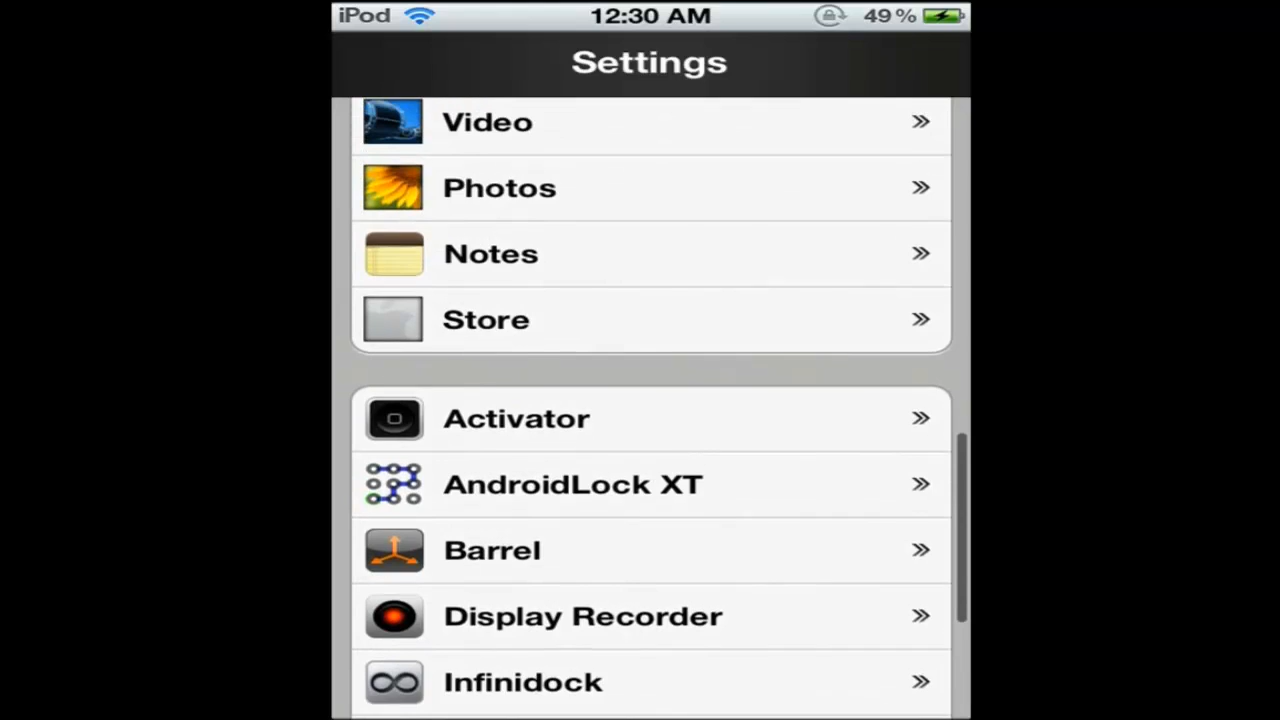 iPod 12:30 AM 49%
Settings
Video
Photos
Notes
Store
Activator
AndroidLock XT
Barrel
Display Recorder
Infinidock